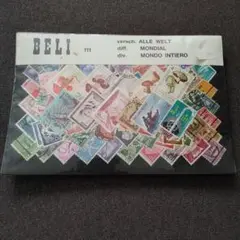 BELI
versch. ALLE WELT
diff. MONDIAL
div. MONDO INTIERO